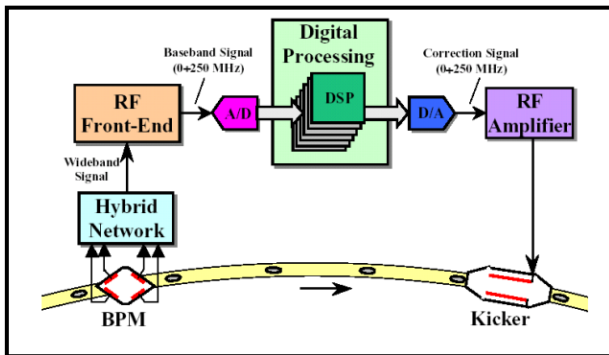 Digital
Processing
Baseband Signal
(0÷250 MHz)
Correction Signal
(0÷250 MHz)
RF
Front-End
A/D
DSP
D/A
RF
Amplifier
Wideband
Signal
Hybrid
Network
BPM
Kicker